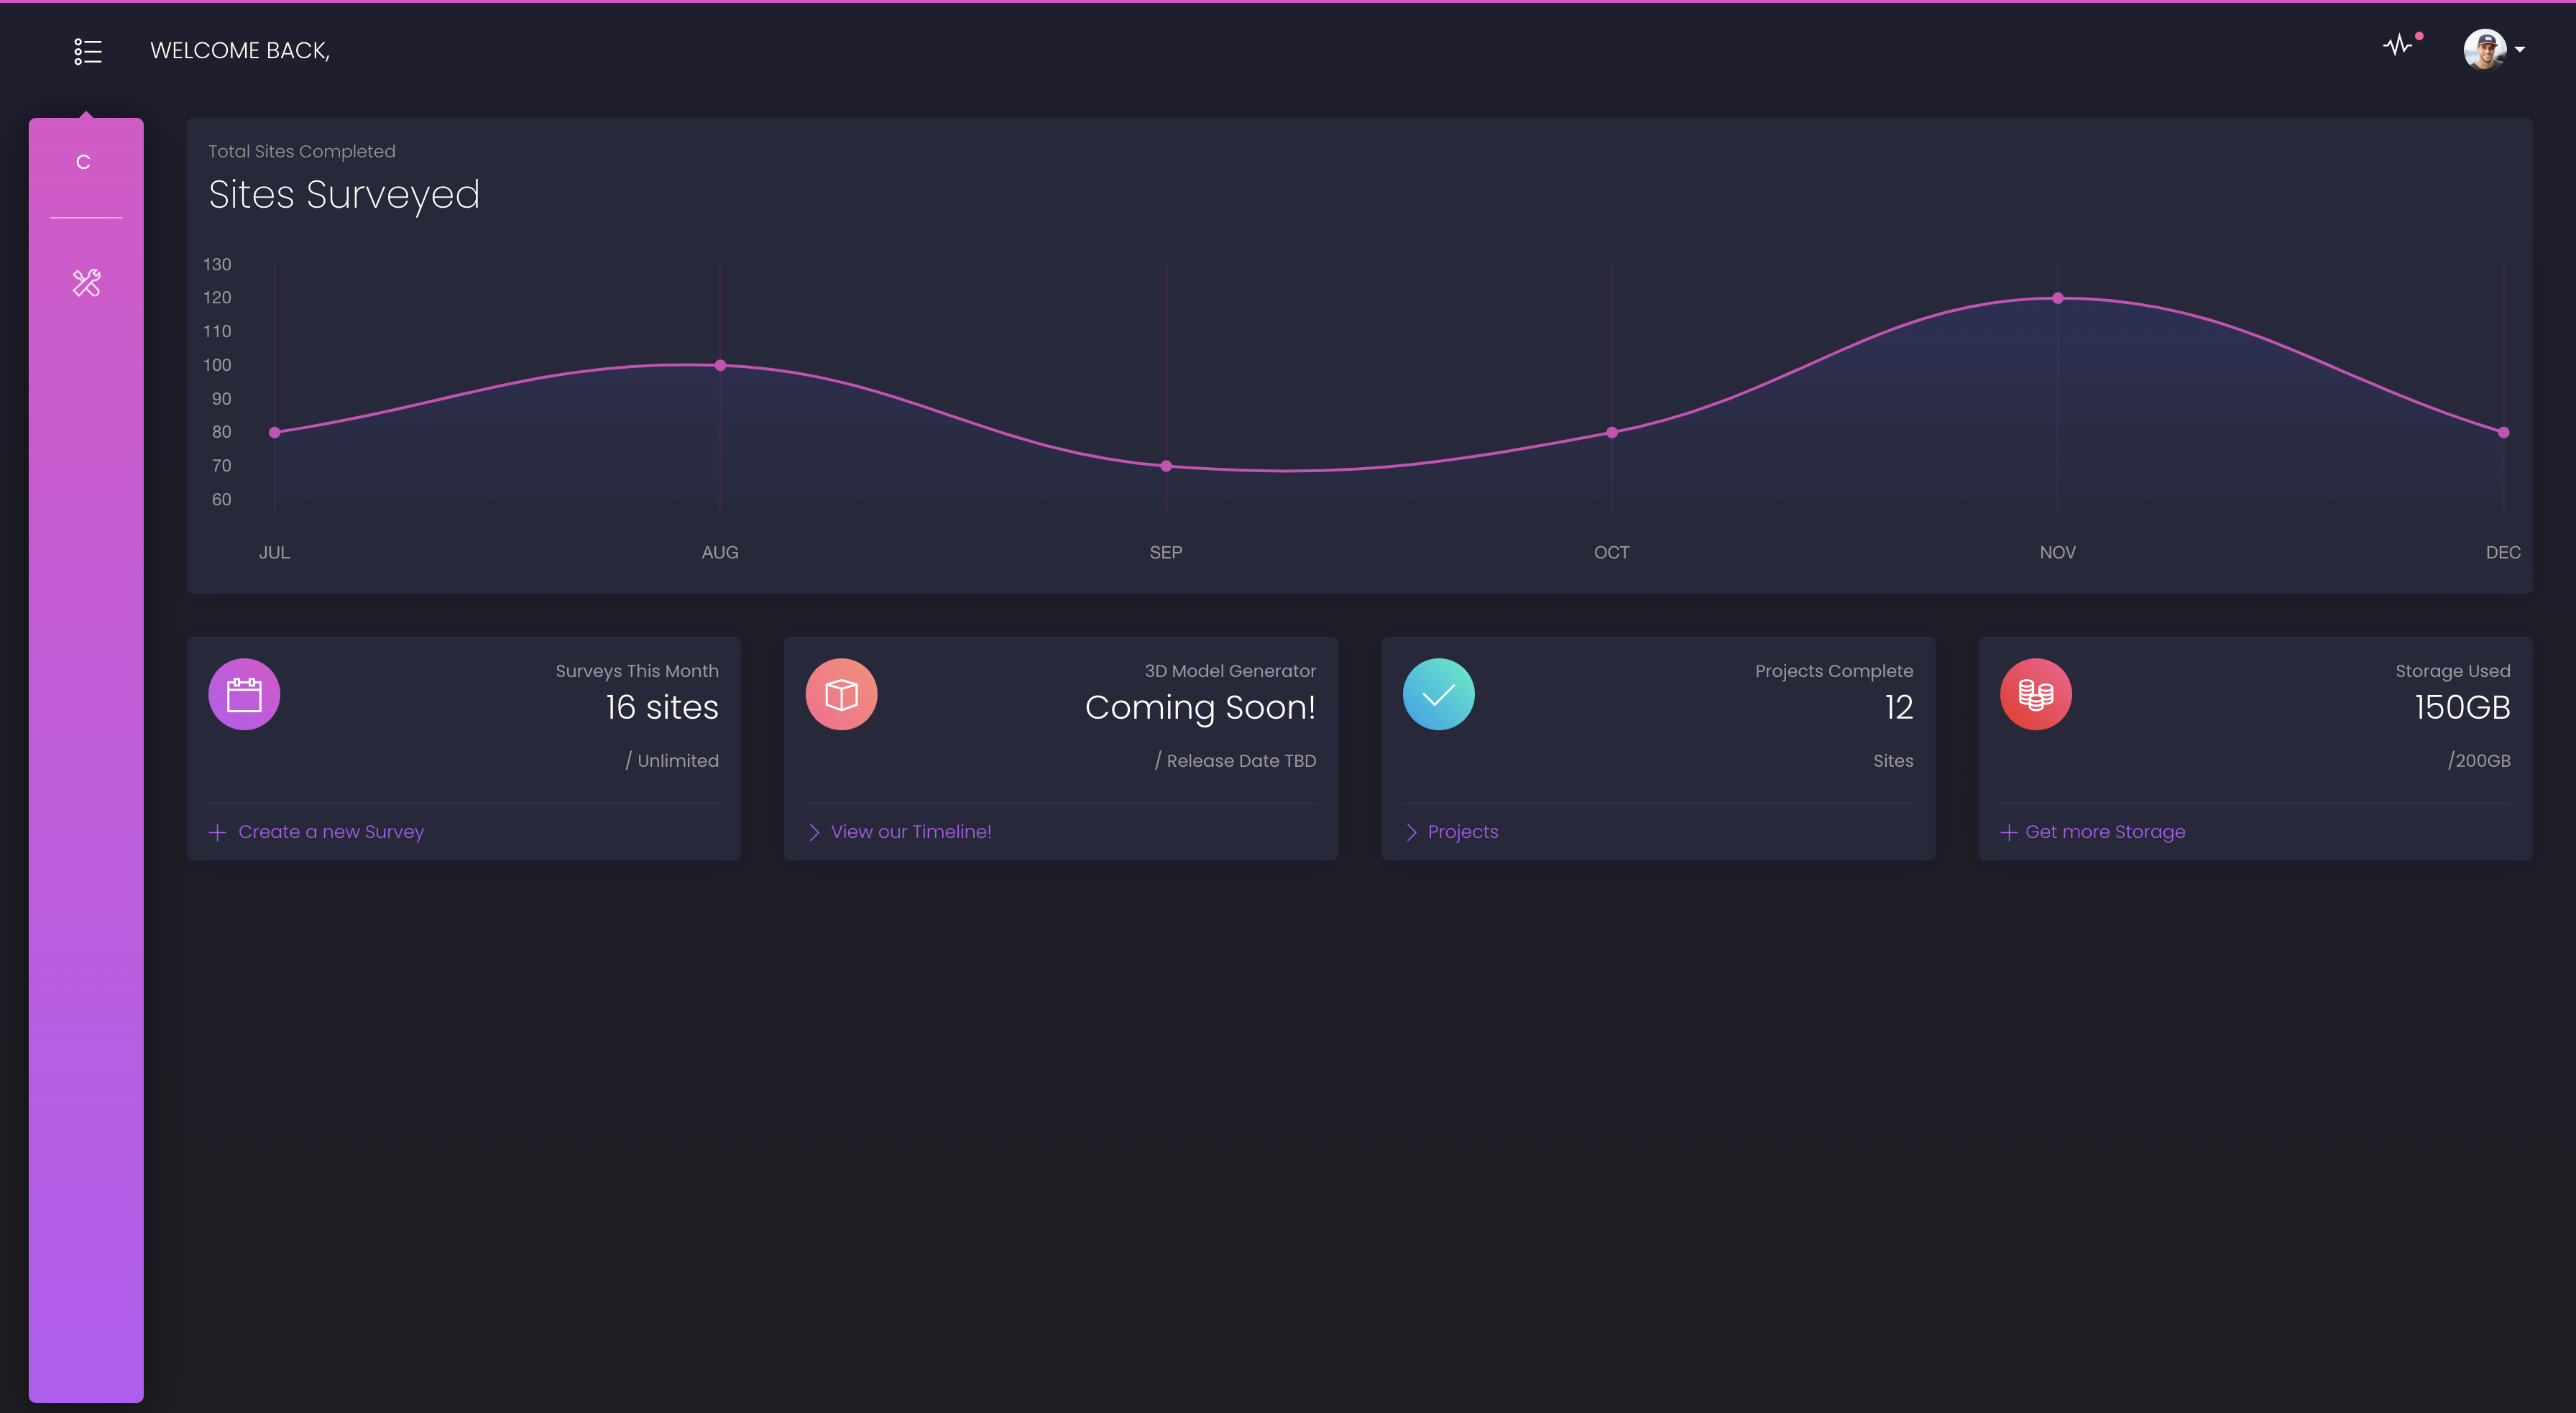 WELCOME BACK,
C
Total Sites Completed
Sites Surveyed
130
120
110
100
90
80
70
60
JUL AUG SEP OCT NOV DEC
Surveys This Month
16 sites
/ Unlimited
Create a new Survey
3D Model Generator
Coming Soon!
/ Release Date TBD
View our Timeline!
Projects Complete
12
Sites
Projects
Storage Used
150GB
/200GB
Get more Storage